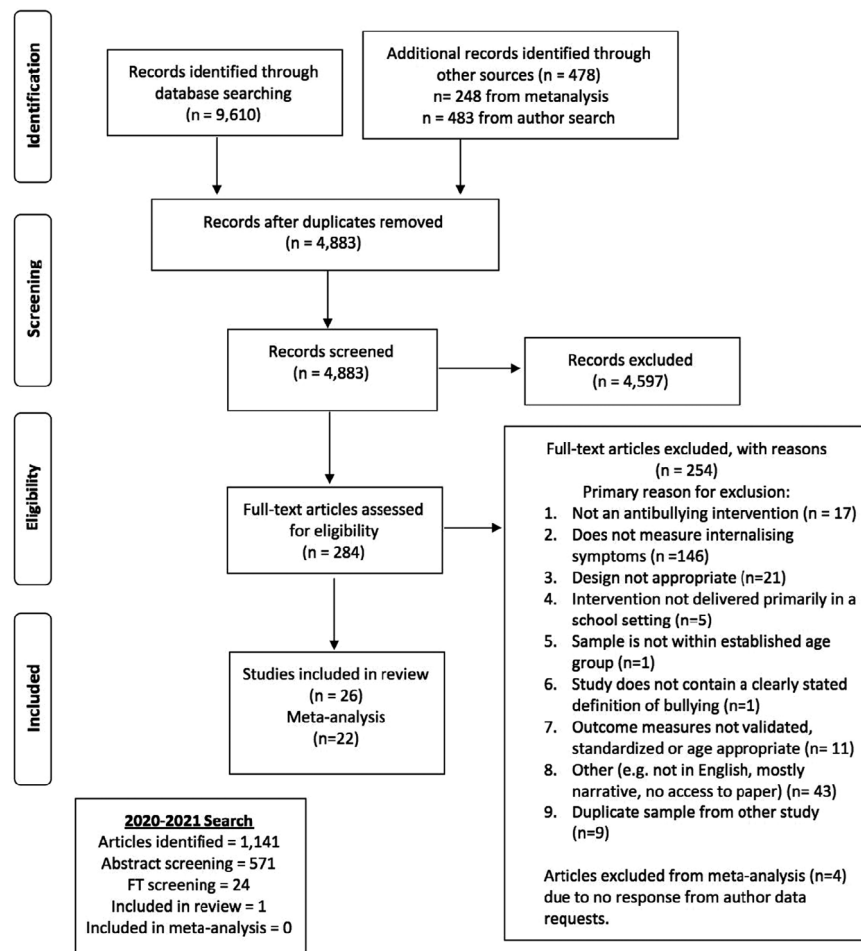 Identification
Records identified through
database searching
(n = 9,610)
Additional records identified through
other sources (n = 478)
n= 248 from metanalysis
n = 483 from author search
Screening
Records after duplicates removed
(n = 4,883)
Records screened
(n = 4,883)
Records excluded
(n = 4,597)
Eligibility
Full-text articles assessed
for eligibility
(n = 284)
Full-text articles excluded, with reasons
(n = 254)
Primary reason for exclusion:
1. Not an antibullying intervention (n = 17)
2. Does not measure internalising
symptoms (n =146)
3. Design not appropriate (n=21)
4. Intervention not delivered primarily in a
school setting (n=5)
5. Sample is not within established age
group (n=1)
6. Study does not contain a clearly stated
definition of bullying (n=1)
7. Outcome measures not validated,
standardized or age appropriate (n= 11)
8. Other (e.g. not in English, mostly
narrative, no access to paper) (n= 43)
9. Duplicate sample from other study
(n=9)
Articles excluded from meta-analysis (n=4)
due to no response from author data
requests.
Included
Studies included in review
(n = 26)
Meta-analysis
(n=22)
2020-2021 Search
Articles identified = 1,141
Abstract screening = 571
FT screening = 24
Included in review = 1
Included in meta-analysis = 0